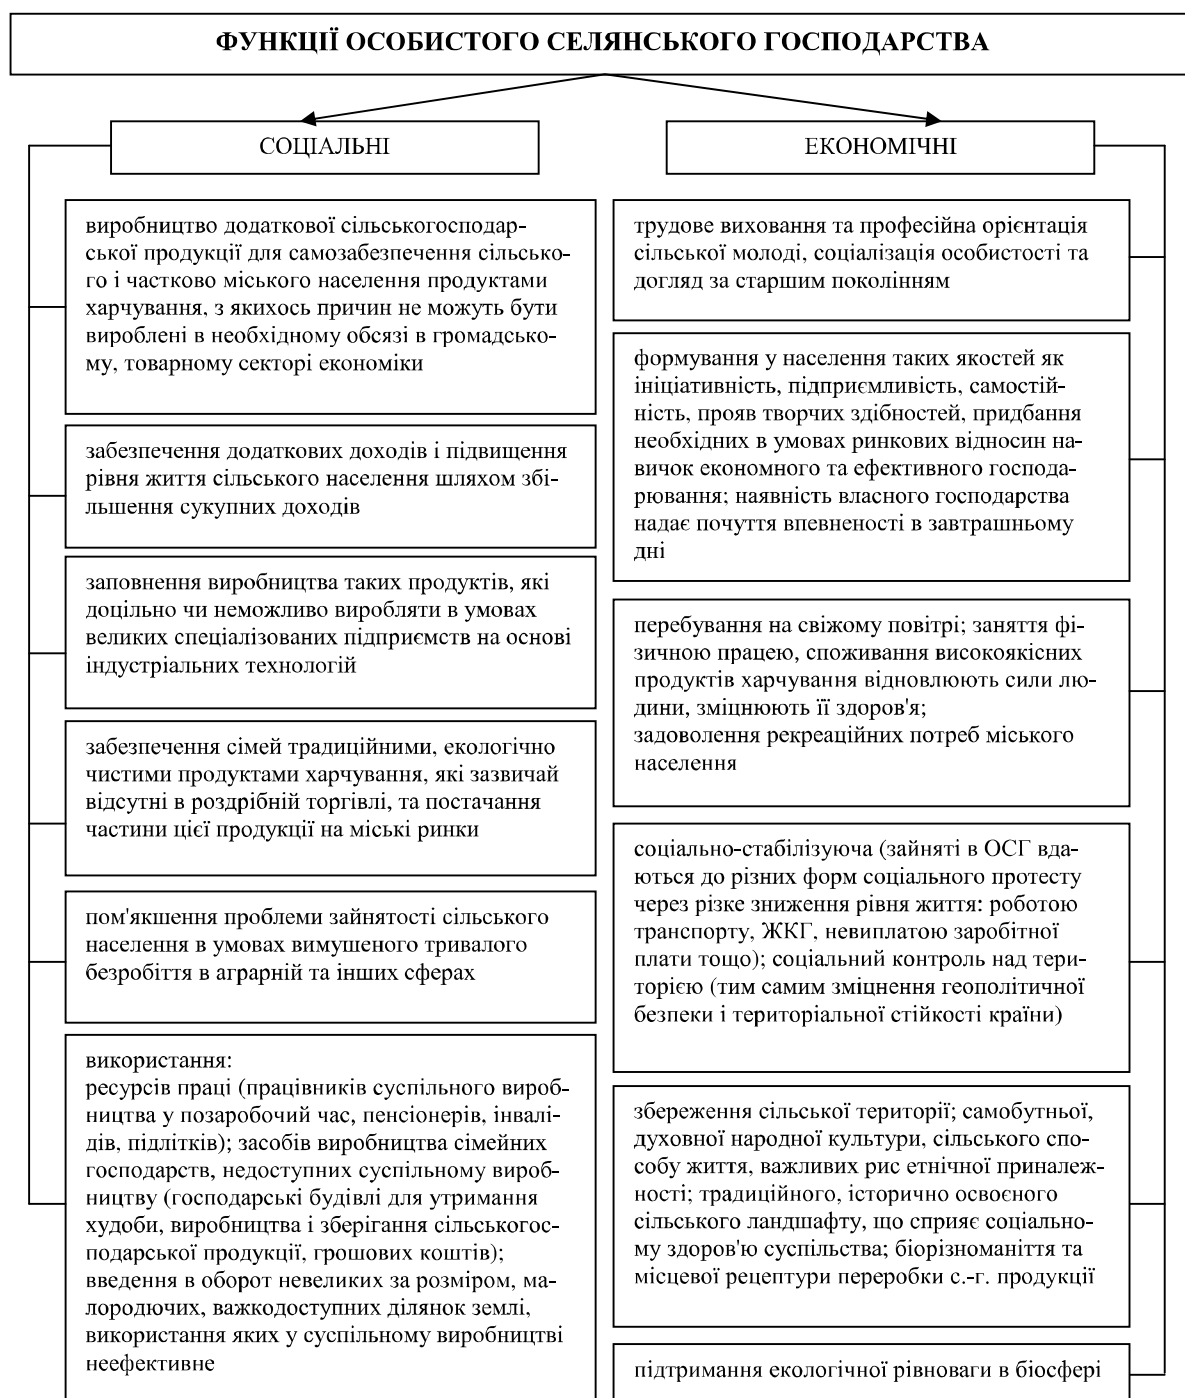 ФУНКЦІЇ ОСОБИСТОГО СЕЛЯНСЬКОГО ГОСПОДАРСТВА
СОЦІАЛЬНІ
виробництво додаткової сільськогосподар-
ської продукції для самозабезпечення сільсько-
го і частково міського населення продуктами
харчування, з якихось причин не можуть бути
вироблені в необхідному обсязі в громадсько-
му, товарному секторі економіки
забезпечення додаткових доходів і підвищення
рівня життя сільського населення шляхом збі-
льшення сукупних доходів
заповнення виробництва таких продуктів, які
доцільно чи неможливо виробляти в умовах
великих спеціалізованих підприємств на основі
індустріальних технологій
забезпечення сімей традиційними, екологічно
чистими продуктами харчування, які зазвичай
відсутні в роздрібній торгівлі, та постачання
частини цієї продукції на міські ринки
пом'якшення проблеми зайнятості сільського
населення в умовах вимушеного тривалого
безробіття в аграрній та інших сферах
використання:
ресурсів праці (працівників суспільного вироб-
ництва у позаробочий час, пенсіонерів, інвалі-
дів, підлітків); засобів виробництва сімейних
господарств, недоступних суспільному вироб-
ництву (господарські будівлі для утримання
худоби, виробництва і зберігання сільськогос-
подарської продукції, грошових коштів);
введення в оборот невеликих за розміром, ма-
лородючих, важкодоступних ділянок землі,
використання яких у суспільному виробництві
неефективне
ЕКОНОМІЧНІ
трудове виховання та професійна орієнтація
сільської молоді, соціалізація особистості та
догляд за старшим поколінням
формування у населення таких якостей як
ініціативність, підприємливість, самостій-
ність, прояв творчих здібностей, придбання
необхідних в умовах ринкових відносин на-
вичок економного та ефективного господа-
рювання; наявність власного господарства
надає почуття впевненості в завтрашньому
дні
перебування на свіжому повітрі; заняття фі-
зичною працею, споживання високоякісних
продуктів харчування відновлюють сили лю-
дини, зміцнюють її здоров'я;
задоволення рекреаційних потреб міського
населення
соціально-стабілізуюча (зайняті в ОСГ вда-
ються до різних форм соціального протесту
через різке зниження рівня життя: роботою
транспорту, ЖКГ, невиплатою заробітної
плати тощо); соціальний контроль над тери-
торією (тим самим зміцнення геополітичної
безпеки і територіальної стійкості країни)
збереження сільської території; самобутньої,
духовної народної культури, сільського спо-
собу життя, важливих рис етнічної приналеж-
ності; традиційного, історично освоєного
сільського ландшафту, що сприяє соціально-
му здоров'ю суспільства; біорізноманіття та
місцевої рецептури переробки с.-г. продукції
підтримання екологічної рівноваги в біосфері